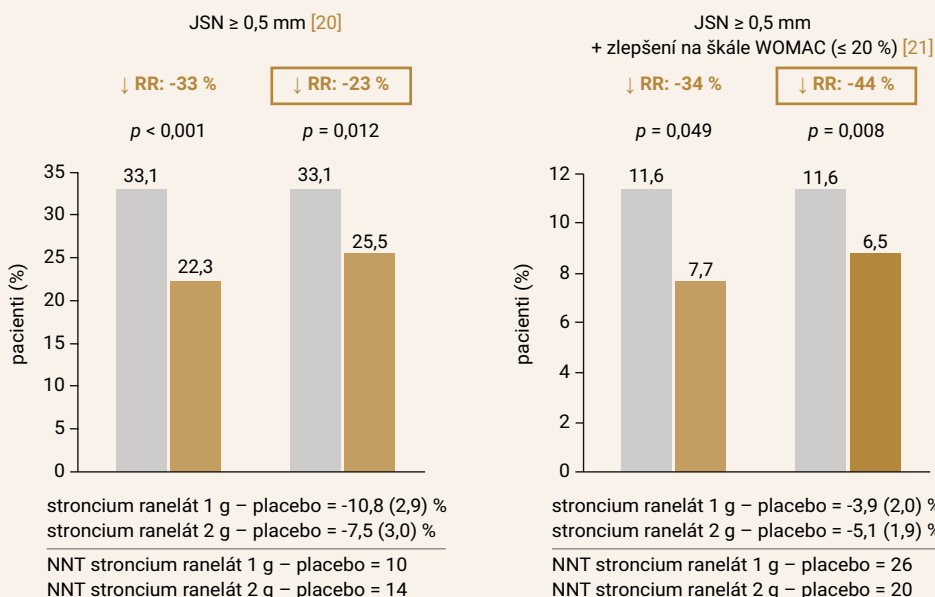 JSN ≥ 0,5 mm [20]
↓ RR: -33 %
↓ RR: -23 %
p < 0,001
p = 0,012
pacienti (%)
35
30
25
20
15
10
5
0
33,1
22,3
33,1
25,5
stroncium ranelát 1 g – placebo = -10,8 (2,9) %
stroncium ranelát 2 g – placebo = -7,5 (3,0) %
NNT stroncium ranelát 1 g – placebo = 10
NNT stroncium ranelát 2 g – placebo = 14
JSN ≥ 0,5 mm
+ zlepšení na škále WOMAC (≤ 20 %) [21]
↓ RR: -34 %
↓ RR: -44 %
p = 0,049
p = 0,008
pacienti (%)
12
10
8
6
4
2
0
11,6
7,7
11,6
6,5
stroncium ranelát 1 g – placebo = -3,9 (2,0) %
stroncium ranelát 2 g – placebo = -5,1 (1,9) %
NNT stroncium ranelát 1 g – placebo = 26
NNT stroncium ranelát 2 g – placebo = 20